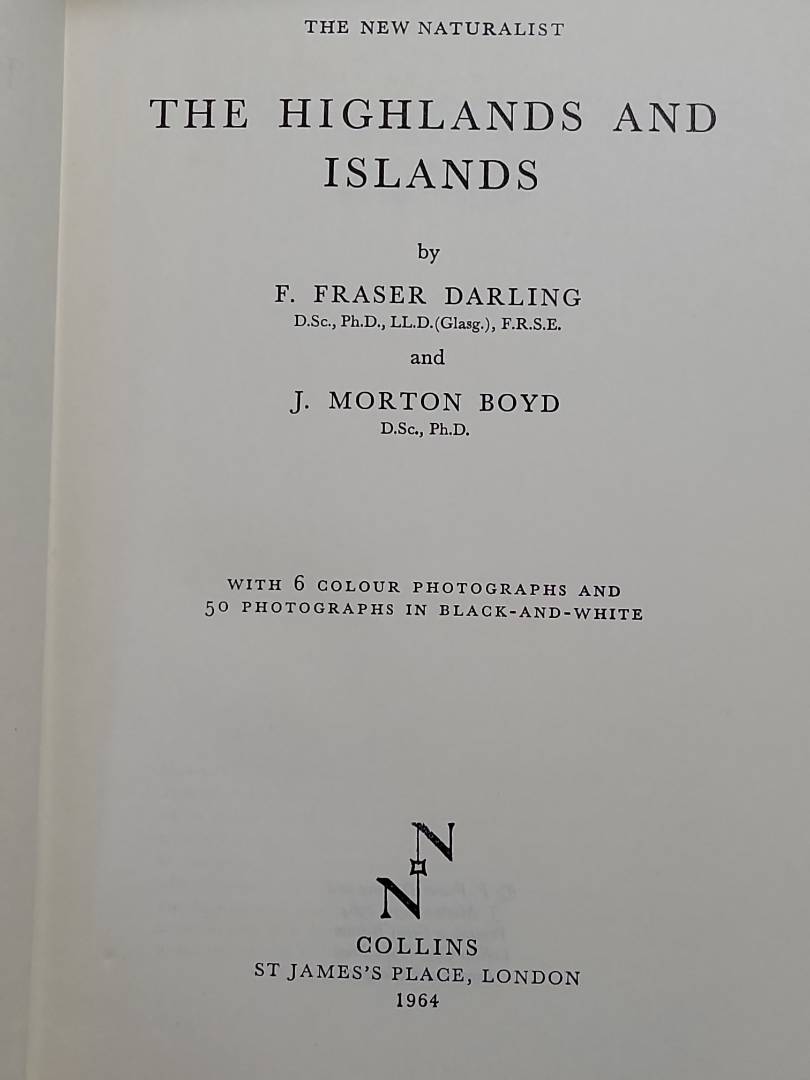 THE NEW NATURALIST
THE HIGHLANDS AND
ISLANDS
by
F. FRASER DARLING
D.Sc., Ph.D., LL.D.(Glasg.), F.R.S.E.
and
J. MORTON BOYD
D.Sc., Ph.D.
WITH 6 COLOUR PHOTOGRAPHS AND
50 PHOTOGRAPHS IN BLACK-AND-WHITE
N
N
COLLINS
ST JAMES'S PLACE, LONDON
1964